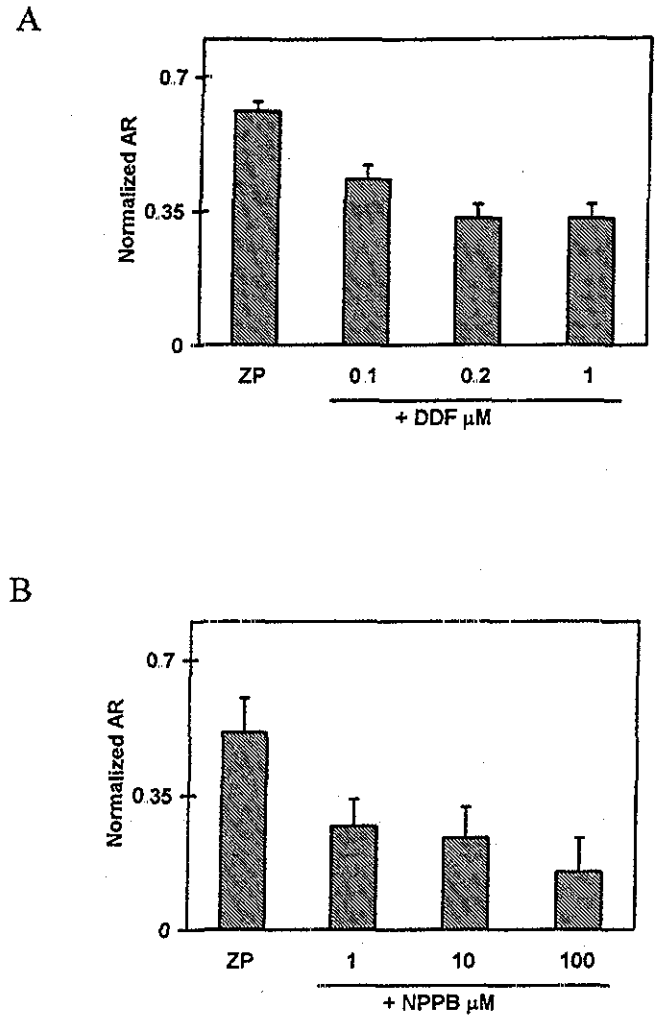 A
Normalized AR
0.7
0.35
0
ZP 0.1 0.2 1
+ DDF μM
B
Normalized AR
0.7
0.35
0
ZP 1 10 100
+ NPPB μM